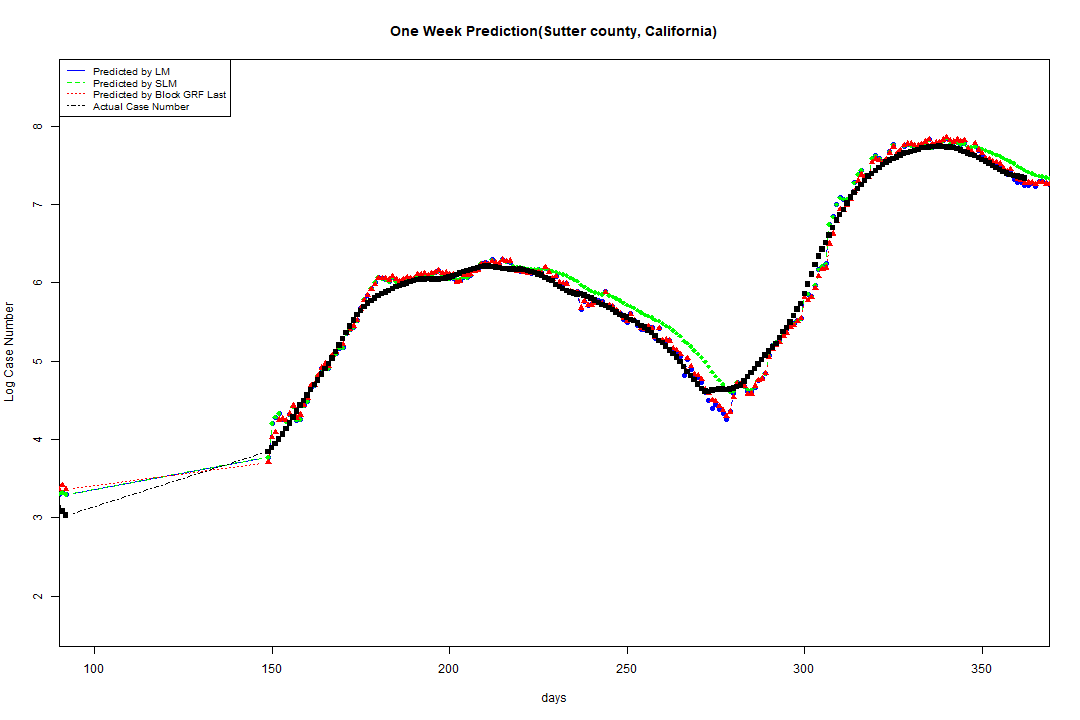 One Week Prediction(Sutter county, California)
Predicted by LM
Predicted by SLM
Predicted by Block GRF Last
Actual Case Number
8
7
6
5
4
3
2
Log Case Number
100 150 200 250 300 350
days